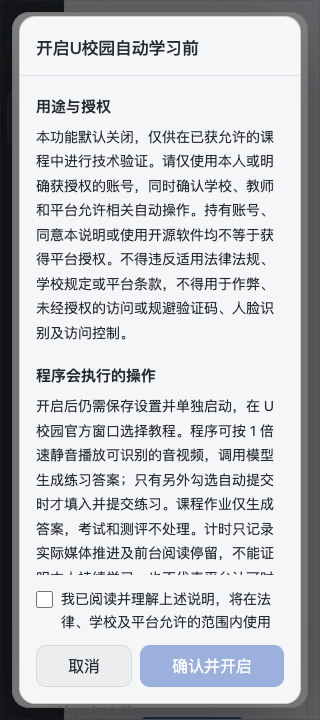 开启U校园自动学习前
用途与授权
本功能默认关闭，仅供在已获允许的课
程中进行技术验证。请仅使用本人或明
确获授权的账号，同时确认学校、教师
和平台允许相关自动操作。持有账号、
同意本说明或使用开源软件均不等于获
得平台授权。不得违反适用法律法规、
学校规定或平台条款，不得用于作弊、
未经授权的访问或规避验证码、人脸识
别及访问控制。
程序会执行的操作
开启后仍需保存设置并单独启动，在 U
校园官方窗口选择教程。程序可按 1 倍
速静音播放可识别的音视频，调用模型
生成练习答案；只有另外勾选自动提交
时才填入并提交练习。课程作业仅生成
答案，考试和测评不处理。计时只记录
实际媒体推进及前台阅读停留，不能证
我已阅读并理解上述说明，将在法
律、学校及平台允许的范围内使用
取消
确认并开启